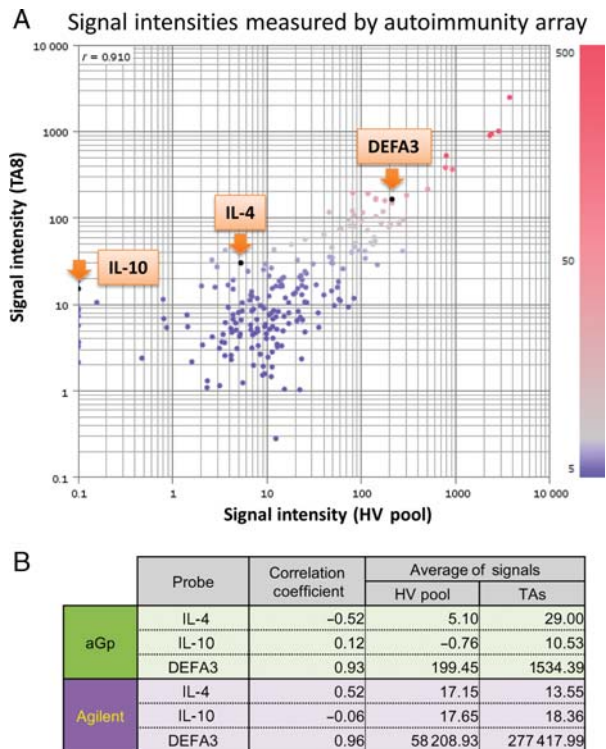 A
Signal intensities measured by autoimmunity array
10 000
r = 0.910
1000
100
10
1
0.1
Signal intensity (TA8)
DEFA3
IL-4
IL-10
500
50
5
0.1
1
10
100
1000
10 000
Signal intensity (HV pool)
B
Probe Correlation coefficient Average of signals
HV pool TAs
aGp
IL-4 −0.52 5.10 29.00
IL-10 0.12 −0.76 10.53
DEFA3 0.93 199.45 1534.39
Agilent
IL-4 0.52 17.15 13.55
IL-10 −0.06 17.65 18.36
DEFA3 0.96 58 208.93 277 417.99